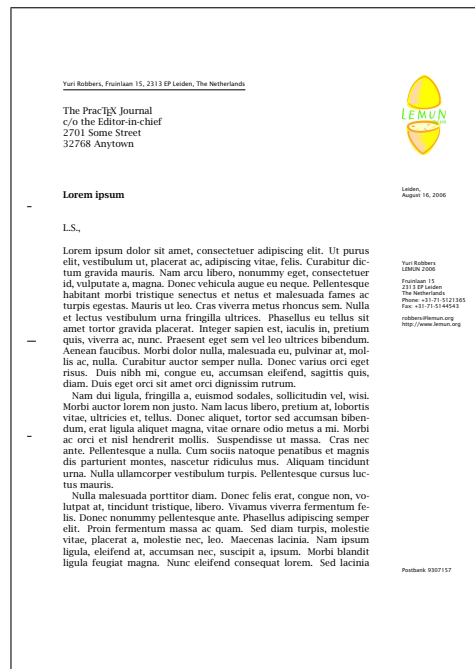 Yuri Robbers, Fruinlaan 15, 2313 EP Leiden, The Netherlands
The PracTEX Journal
c/o the Editor-in-chief
2701 Some Street
32768 Anytown
LEMUN
Lorem ipsum
Leiden,
August 16, 2006
L.S.,
Lorem ipsum dolor sit amet, consectetuer adipiscing elit. Ut purus
elit, vestibulum ut, placerat ac, adipiscing vitae, felis. Curabitur dic-
tum gravida mauris. Nam arcu libero, nonummy eget, consectetuer
id, vulputate a, magna. Donec vehicula augue eu neque. Pellentesque
habitant morbi tristique senectus et netus et malesuada fames ac
turpis egestas. Mauris ut leo. Cras viverra metus rhoncus sem. Nulla
et lectus vestibulum urna fringilla ultrices. Phasellus eu tellus sit
amet tortor gravida placerat. Integer sapien est, iaculis in, pretium
quis, viverra ac, nunc. Praesent eget sem vel leo ultrices bibendum.
Aenean faucibus. Morbi dolor nulla, malesuada eu, pulvinar at, mol-
lis ac, nulla. Curabitur auctor semper nulla. Donec varius orci eget
risus. Duis nibh mi, congue eu, accumsan eleifend, sagittis quis,
diam. Duis eget orci sit amet orci dignissim rutrum.
Nam dui ligula, fringilla a, euismod sodales, sollicitudin vel, wisi.
Morbi auctor lorem non justo. Nam lacus libero, pretium at, lobortis
vitae, ultricies et, tellus. Donec aliquet, tortor sed accumsan biben-
dum, erat ligula aliquet magna, vitae ornare odio metus a mi. Morbi
ac orci et nisl hendrerit mollis. Suspendisse ut massa. Cras nec
ante. Pellentesque a nulla. Cum sociis natoque penatibus et magnis
dis parturient montes, nascetur ridiculus mus. Aliquam tincidunt
urna. Nulla ullamcorper vestibulum turpis. Pellentesque cursus luc-
tus mauris.
Nulla malesuada porttitor diam. Donec felis erat, congue non, vo-
lutpat at, tincidunt tristique, libero. Vivamus viverra fermentum fe-
lis. Donec nonummy pellentesque ante. Phasellus adipiscing semper
elit. Proin fermentum massa ac quam. Sed diam turpis, molestie
vitae, placerat a, molestie nec, leo. Maecenas lacinia. Nam ipsum
ligula, eleifend at, accumsan nec, suscipit a, ipsum. Morbi blandit
ligula feugiat magna. Nunc eleifend consequat lorem. Sed lacinia
Yuri Robbers
LEMUN 2006
Fruinlaan 15
2313 EP Leiden
The Netherlands
Phone: +31-71-5121365
Fax: +31-71-5144543
robbers@lemun.org
http://www.lemun.org
Postbank 9307157